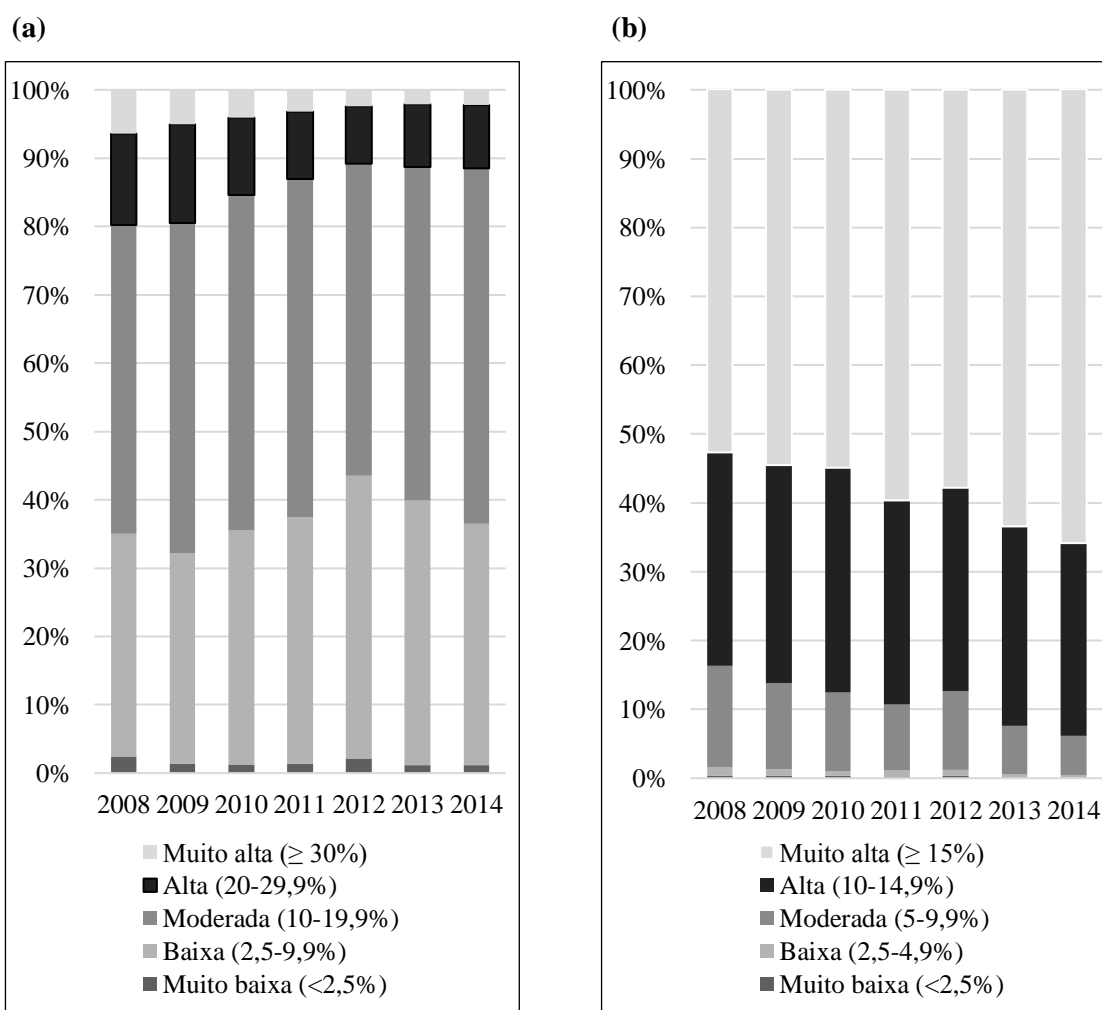 (a)
100%
90%
80%
70%
60%
50%
40%
30%
20%
10%
0%
2008 2009 2010 2011 2012 2013 2014
Muito alta (≥ 30%)
Alta (20-29,9%)
Moderada (10-19,9%)
Baixa (2,5-9,9%)
Muito baixa (<2,5%)
(b)
100%
90%
80%
70%
60%
50%
40%
30%
20%
10%
0%
2008 2009 2010 2011 2012 2013 2014
Muito alta (≥ 15%)
Alta (10-14,9%)
Moderada (5-9,9%)
Baixa (2,5-4,9%)
Muito baixa (<2,5%)